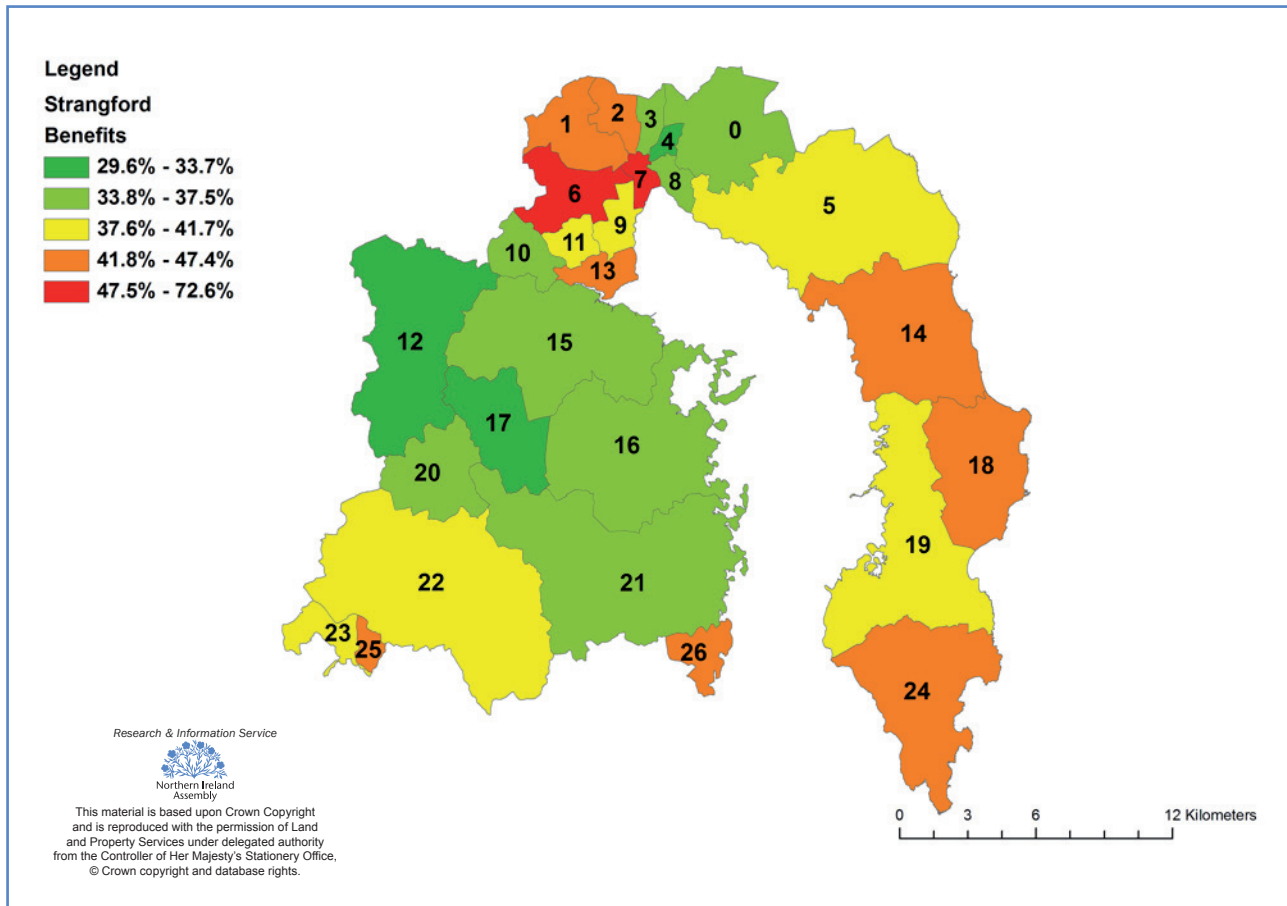 Legend
Strangford
Benefits
29.6% - 33.7%
33.8% - 37.5%
37.6% - 41.7%
41.8% - 47.4%
47.5% - 72.6%
1
2
3
4
0
6
7
8
5
9
10
11
13
12
15
14
17
16
18
20
19
22
21
23
25
26
24
Research & Information Service
Northern Ireland
Assembly
This material is based upon Crown Copyright
and is reproduced with the permission of Land
and Property Services under delegated authority
from the Controller of Her Majesty's Stationery Office,
© Crown copyright and database rights.
0 3 6 12 Kilometers